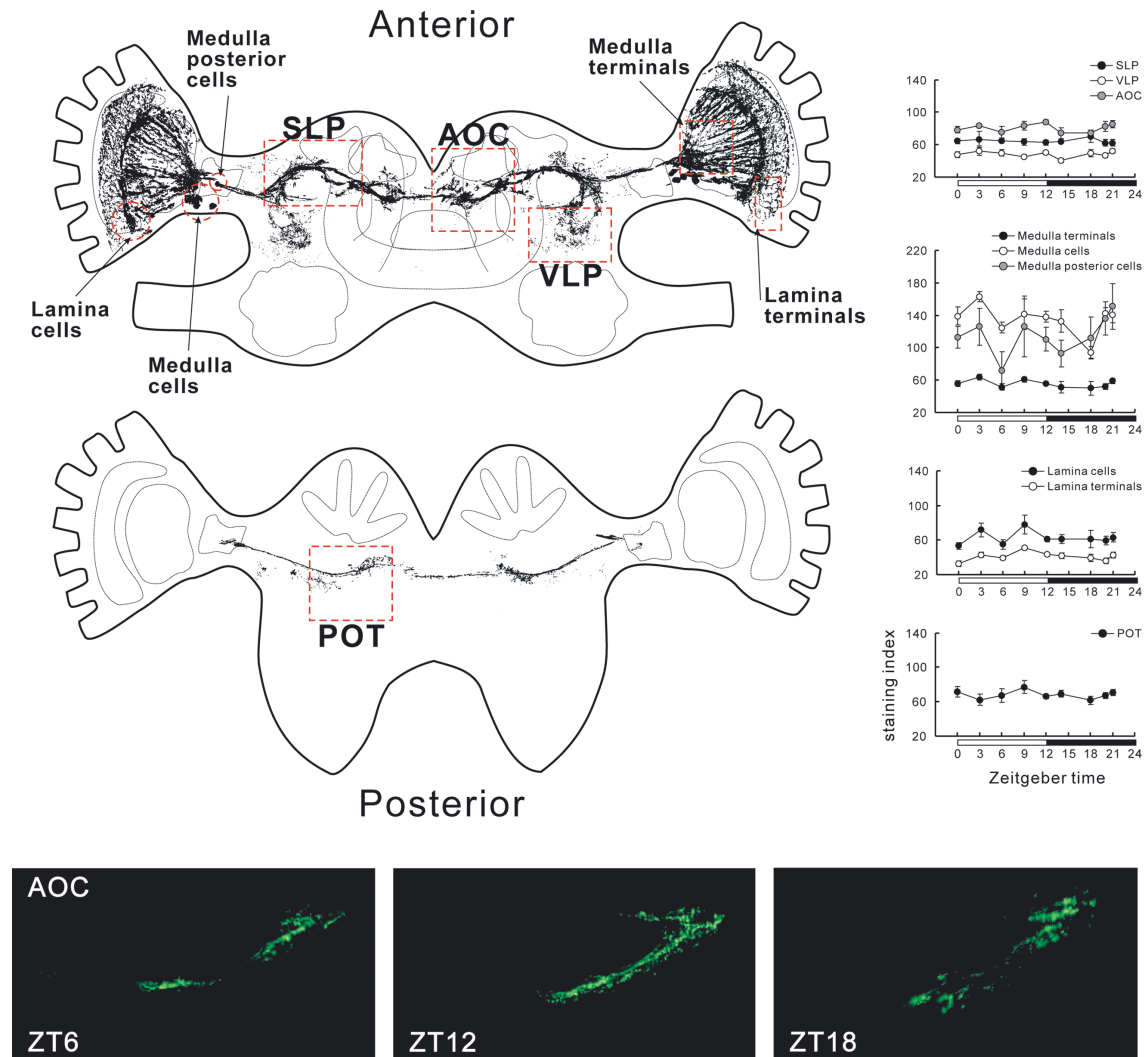 Anterior
Medulla
posterior
cells
SLP
AOC
Medulla
terminals
VLP
Lamina
cells
Medulla
cells
Lamina
terminals
POT
Posterior
SLP
VLP
AOC
140
100
60
20
0 3 6 9 12 15 18 21 24
Medulla terminals
Medulla cells
Medulla posterior cells
220
180
140
100
60
20
0 3 6 9 12 15 18 21 24
Lamina cells
Lamina terminals
140
100
60
20
0 3 6 9 12 15 18 21 24
POT
140
100
60
20
staining index
0 3 6 9 12 15 18 21 24
Zeitgeber time
AOC
ZT6
ZT12
ZT18